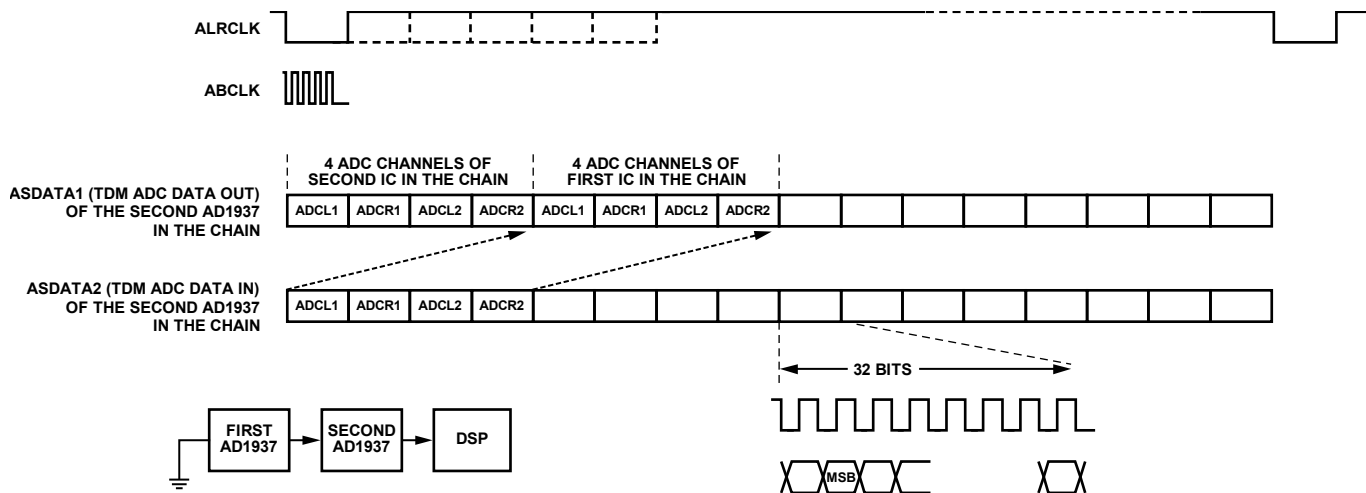 ALRCLK
ABCLK
4 ADC CHANNELS OF
SECOND IC IN THE CHAIN
4 ADC CHANNELS OF
FIRST IC IN THE CHAIN
ASDATA1 (TDM ADC DATA OUT)
OF THE SECOND AD1937
IN THE CHAIN
ADCL1 ADCR1 ADCL2 ADCR2 ADCL1 ADCR1 ADCL2 ADCR2
ASDATA2 (TDM ADC DATA IN)
OF THE SECOND AD1937
IN THE CHAIN
ADCL1 ADCR1 ADCL2 ADCR2
32 BITS
FIRST
AD1937
SECOND
AD1937
DSP
MSB